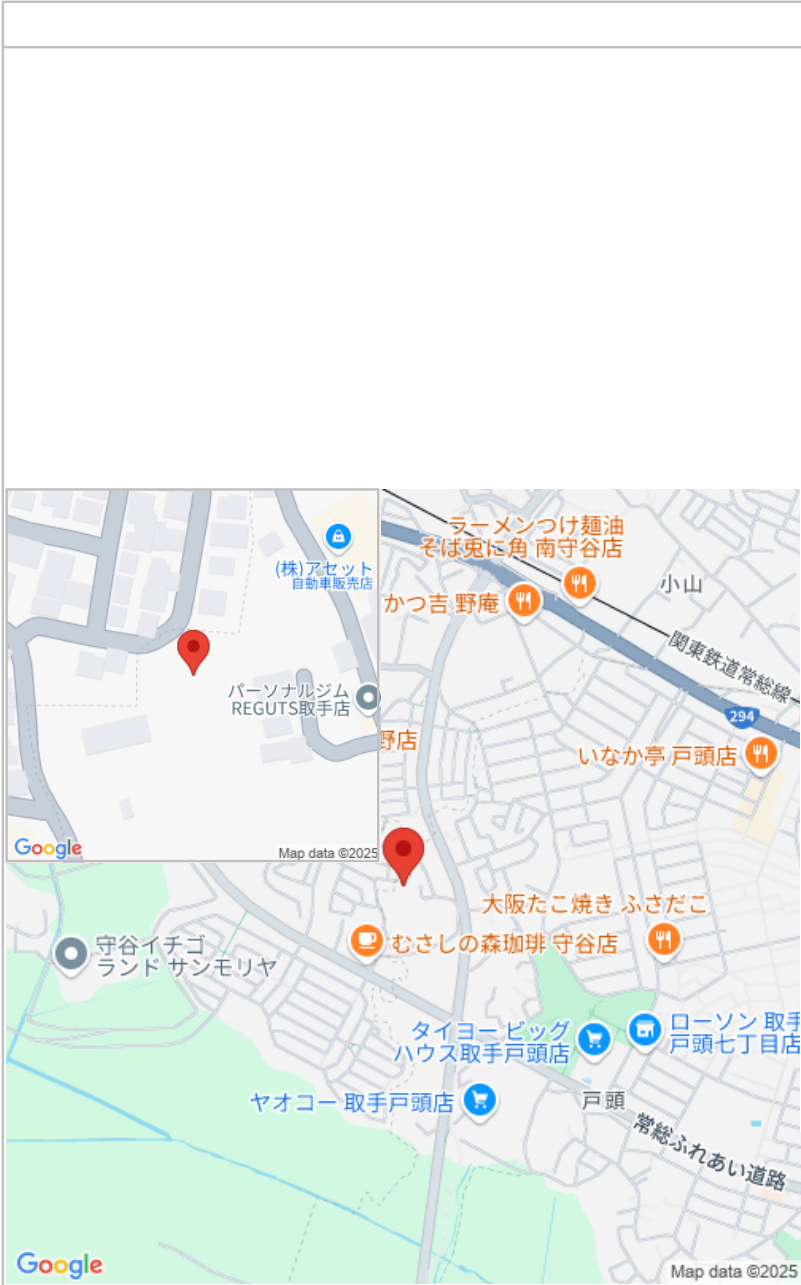 (株)アセット
自動車販売店
パーソナルジム
REGUTS取手店
Google
Map data ©2025
ラーメンつけ麺油
そば兎に角 南守谷店
かつ吉 野庵
小山
関東鉄道常総線
294
野店
いなか亭 戸頭店
大阪たこ焼き ふさだこ
むさしの森珈琲 守谷店
守谷イチゴ
ランド サンモリヤ
タイヨー ビッグ
ハウス取手戸頭店
ローソン 取手
戸頭七丁目店
ヤオコー 取手戸頭店
戸頭
常総ふれあい道路
Google
Map data ©2025